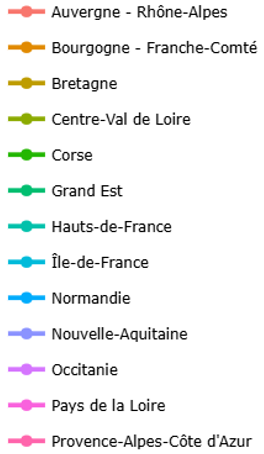 Auvergne - Rhône-Alpes
Bourgogne - Franche-Comté
Bretagne
Centre-Val de Loire
Corse
Grand Est
Hauts-de-France
Île-de-France
Normandie
Nouvelle-Aquitaine
Occitanie
Pays de la Loire
Provence-Alpes-Côte d'Azur